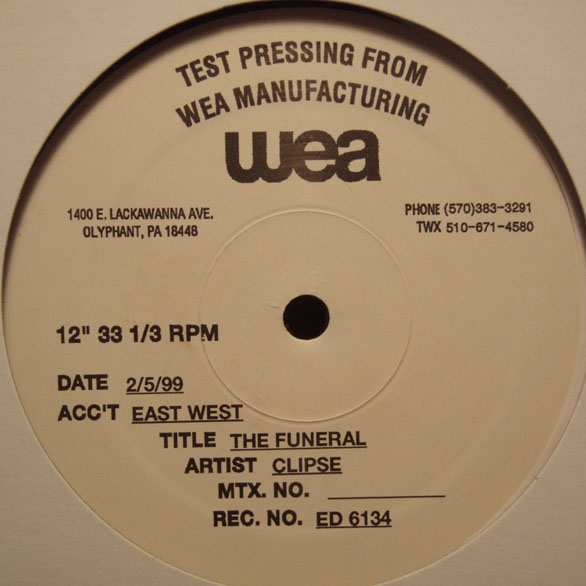 TEST PRESSING FROM
WEA MANUFACTURING
wea
1400 E. LACKAWANNA AVE.
OLYPHANT, PA 18448
PHONE (570)383-3291
TWX 510-671-4580
12" 33 1/3 RPM
DATE 2/5/99
ACC'T EAST WEST
TITLE THE FUNERAL
ARTIST CLIPSE
MTX. NO.
REC. NO. ED 6134